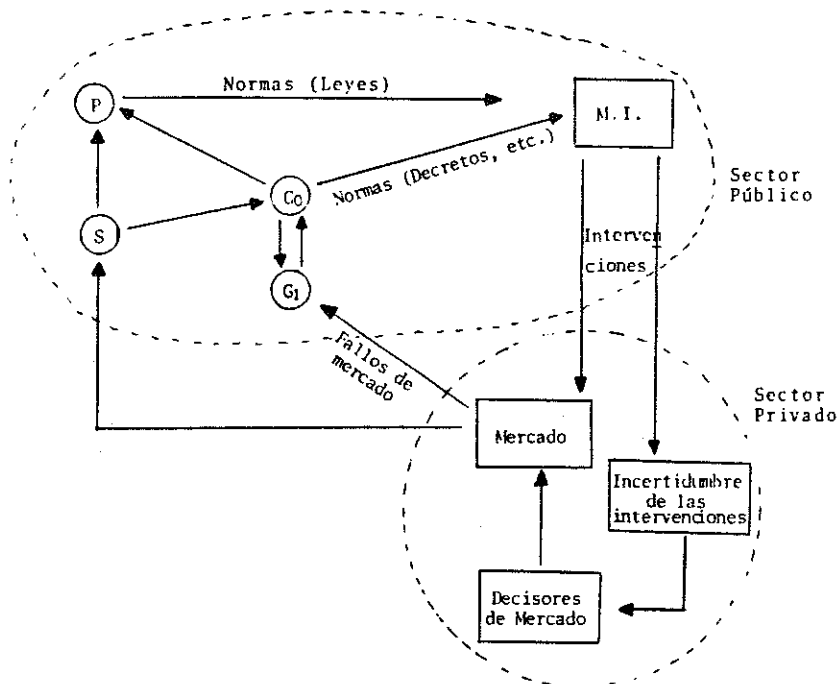 Normas (Leyes)
P
M.I.
Normas (Decretos, etc.)
Sector
Público
C₀
S
Interven
ciones
G₁
Fallos de
mercado
Sector
Privado
Mercado
Incertidumbre
de las
intervenciones
Decisores
de Mercado